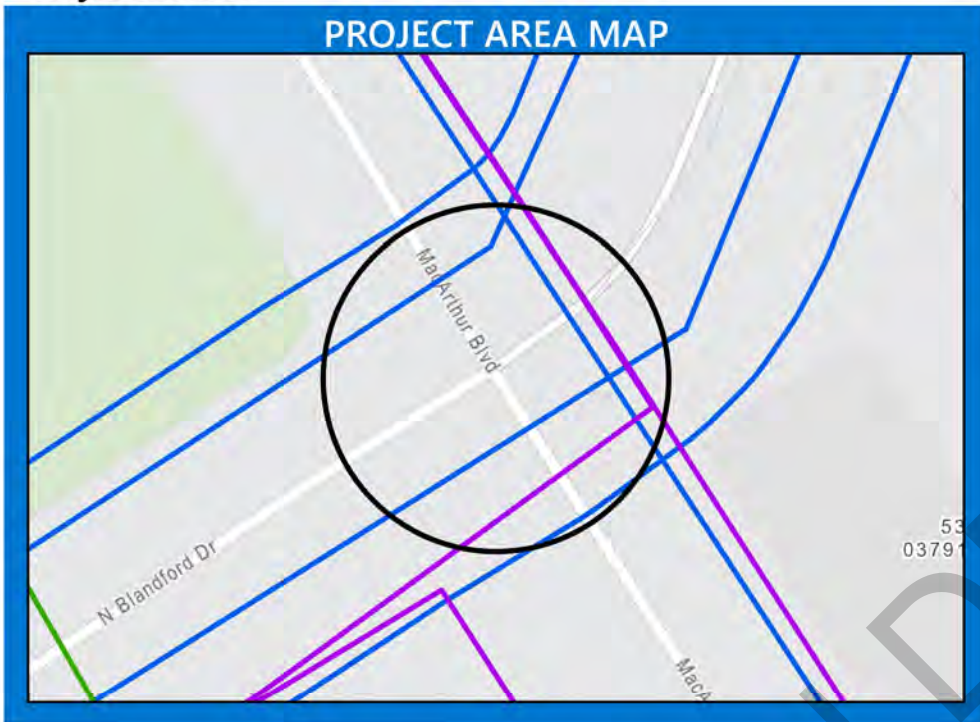 PROJECT AREA MAP
MacArthur Blvd
N Blandford Dr
53
03791
MacA